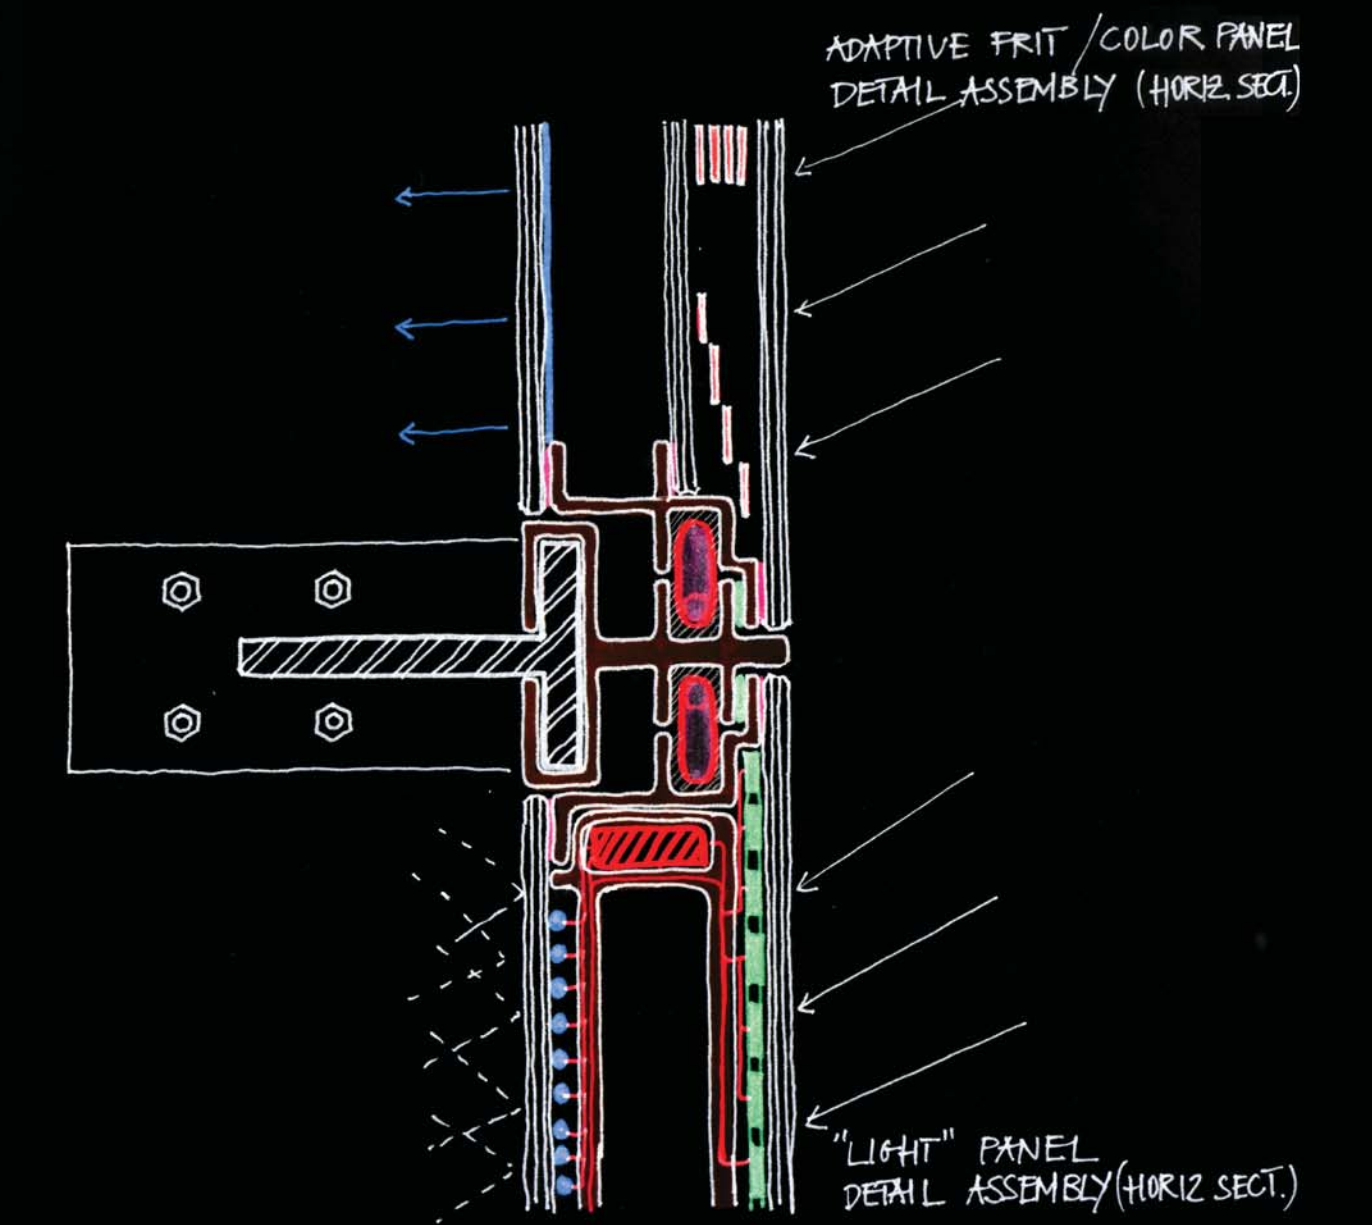 ADAPTIVE FRIT / COLOR PANEL
DETAIL ASSEMBLY (HORIZ. SECT.)
"LIGHT" PANEL
DETAIL ASSEMBLY (HORIZ SECT.)